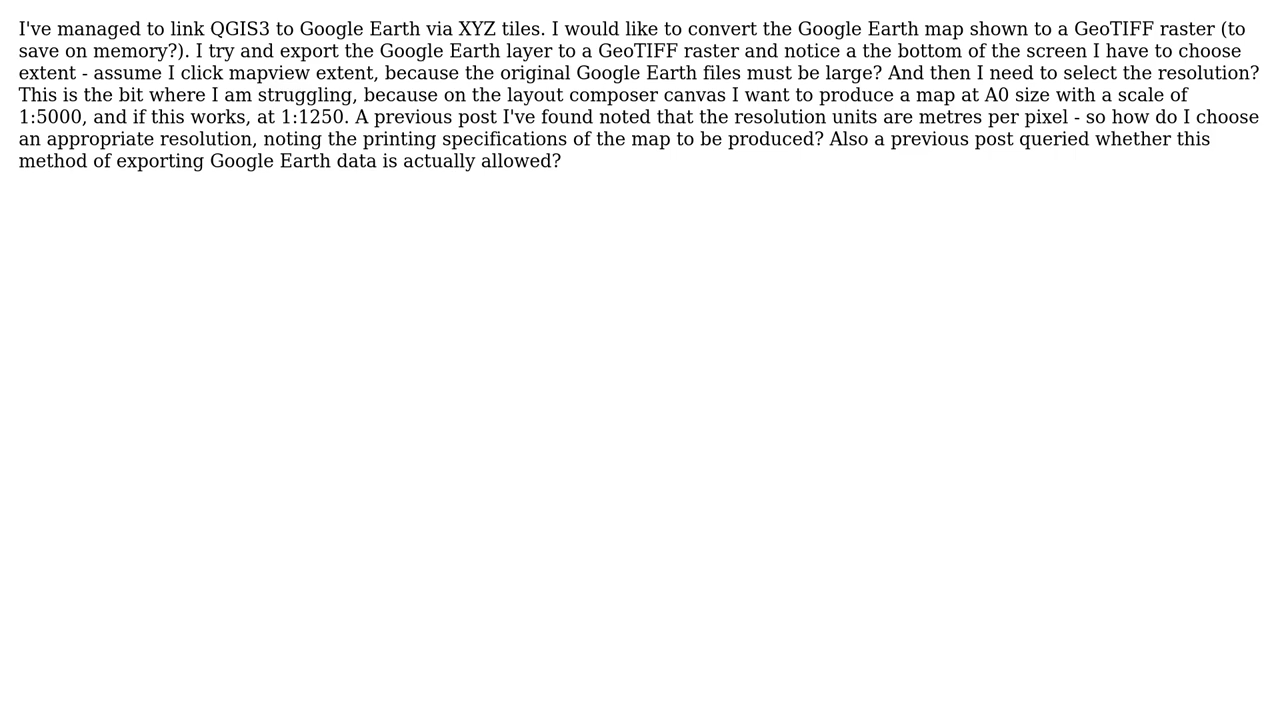 I've managed to link QGIS3 to Google Earth via XYZ tiles. I would like to convert the Google Earth map shown to a GeoTIFF raster (to
save on memory?). I try and export the Google Earth layer to a GeoTIFF raster and notice a the bottom of the screen I have to choose
extent - assume I click mapview extent, because the original Google Earth files must be large? And then I need to select the resolution?
This is the bit where I am struggling, because on the layout composer canvas I want to produce a map at A0 size with a scale of
1:5000, and if this works, at 1:1250. A previous post I've found noted that the resolution units are metres per pixel - so how do I choose
an appropriate resolution, noting the printing specifications of the map to be produced? Also a previous post queried whether this
method of exporting Google Earth data is actually allowed?